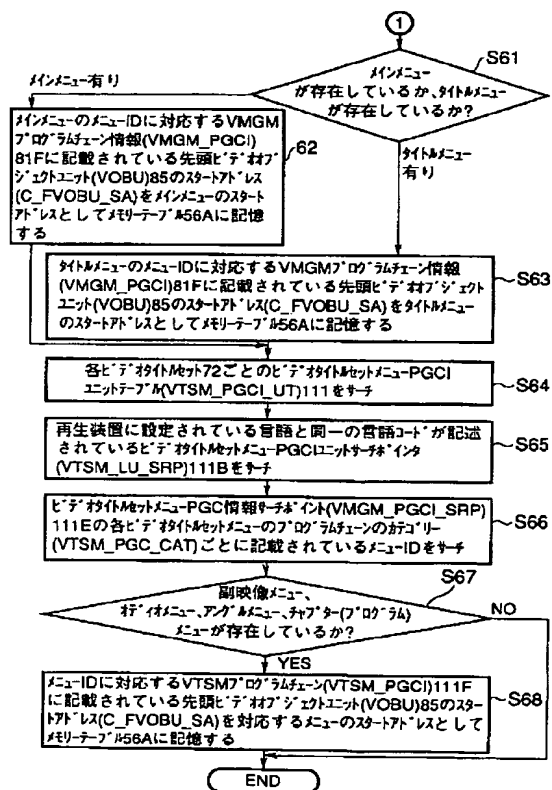 1
S61
メインメニュー
が存在しているか、タイトルメニュー
が存在しているか?
メインメニュー有り
タイトルメニュー
有り
メインメニューのメニューIDに対応するVMGM
プログラムチェーン情報(VMGM_PGCI)
81Fに記載されている先頭ビデオオブ
ジェクトユニット(VOBU)85のスタートアドレス
(C_FVOBU_SA)をメインメニューのスタート
アドレスとしてメモリーテーブル56Aに記憶
する
62
タイトルメニューのメニューIDに対応するVMGMプログラムチェーン情報
(VMGM_PGCI)81Fに記載されている先頭ビデオオブジェクト
ユニット(VOBU)85のスタートアドレス(C_FVOBU_SA)をタイトルメニュー
のスタートアドレスとしてメモリーテーブル56Aに記憶する
S63
各ビデオタイトルセット72ごとのビデオタイトルセットメニューPGCI
ユニットテーブル(VTSM_PGCI_UT)111をサーチ
S64
再生装置に設定されている言語と同一の言語コードが記述
されているビデオタイトルセットメニューPGCIユニットサーチポインタ
(VTSM_LU_SRP)111Bをサーチ
S65
ビデオタイトルセットメニューPGC情報サーチポイント(VMGM_PGCI_SRP)
111Eの各ビデオタイトルセットメニューのプログラムチェーンのカテゴリー
(VTSM_PGC_CAT)ごとに記載されているメニューIDをサーチ
S66
S67
副映像メニュー、
オーディオメニュー、アングルメニュー、チャプター(プログラム)
メニューが存在しているか?
NO
YES
メニューIDに対応するVTSMプログラムチェーン(VTSM_PGCI)111F
に記載されている先頭ビデオオブジェクトユニット(VOBU)85のスター
トアドレス(C_FVOBU_SA)を対応するメニューのスタートアドレスとして
メモリーテーブル56Aに記憶する
S68
END